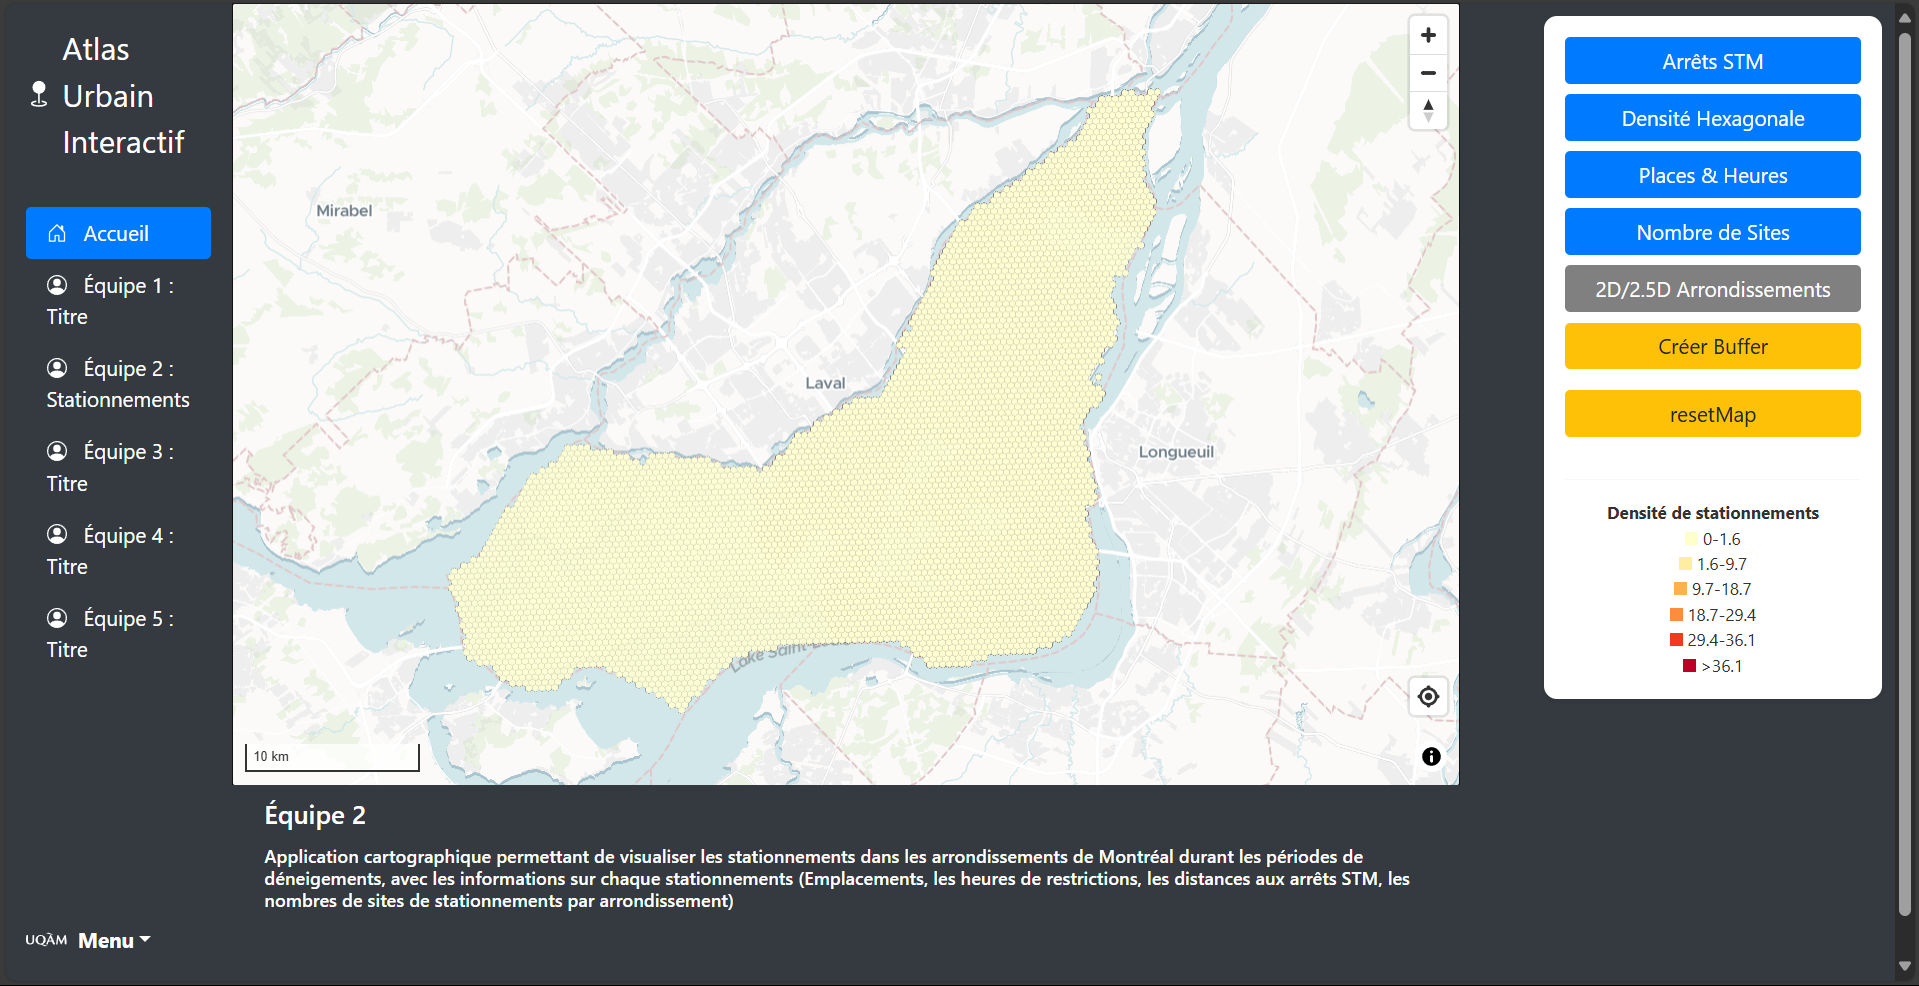 Atlas
Urbain
Interactif
Accueil
Équipe 1 :
Titre
Équipe 2 :
Stationnements
Équipe 3 :
Titre
Équipe 4 :
Titre
Équipe 5 :
Titre
UQÀM Menu
Mirabel
Laval
Longueuil
10 km
Équipe 2
Application cartographique permettant de visualiser les stationnements dans les arrondissements de Montréal durant les périodes de
déneigements, avec les informations sur chaque stationnements (Emplacements, les heures de restrictions, les distances aux arrêts STM, les
nombres de sites de stationnements par arrondissement)
Arrêts STM
Densité Hexagonale
Places & Heures
Nombre de Sites
2D/2.5D Arrondissements
Créer Buffer
resetMap
Densité de stationnements
0-1.6
1.6-9.7
9.7-18.7
18.7-29.4
29.4-36.1
>36.1